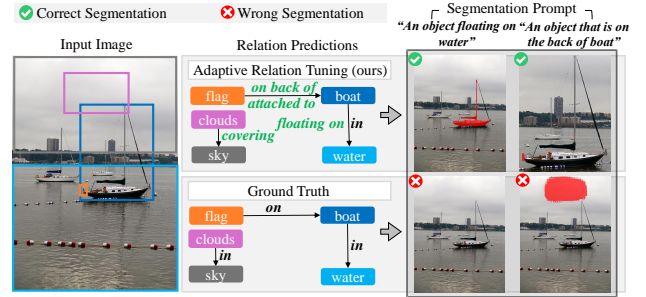 Correct Segmentation
Wrong Segmentation
Segmentation Prompt
Input Image
Relation Predictions
“An object floating on water”
“An object that is on the back of boat”
Adaptive Relation Tuning (ours)
flag
on back of
attached to
boat
clouds
covering
floating on
in
sky
water
Ground Truth
flag
on
boat
clouds
in
in
sky
water